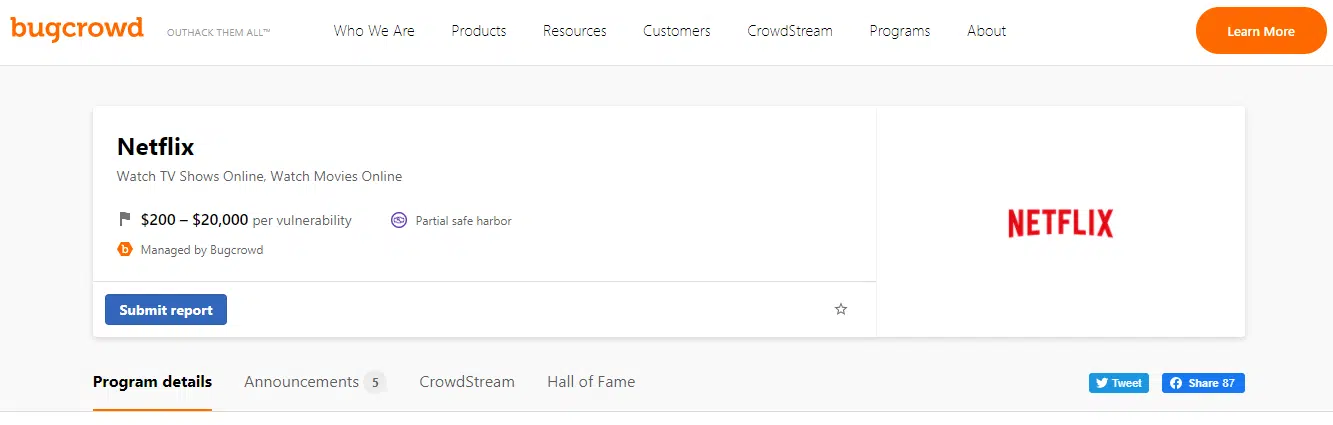 bugcrowd OUTHACK THEM ALL™ Who We Are Products Resources Customers CrowdStream Programs About Learn More
Netflix
Watch TV Shows Online, Watch Movies Online
$200 – $20,000 per vulnerability Partial safe harbor
b Managed by Bugcrowd
NETFLIX
Submit report
Program details Announcements 5 CrowdStream Hall of Fame Tweet Share 87